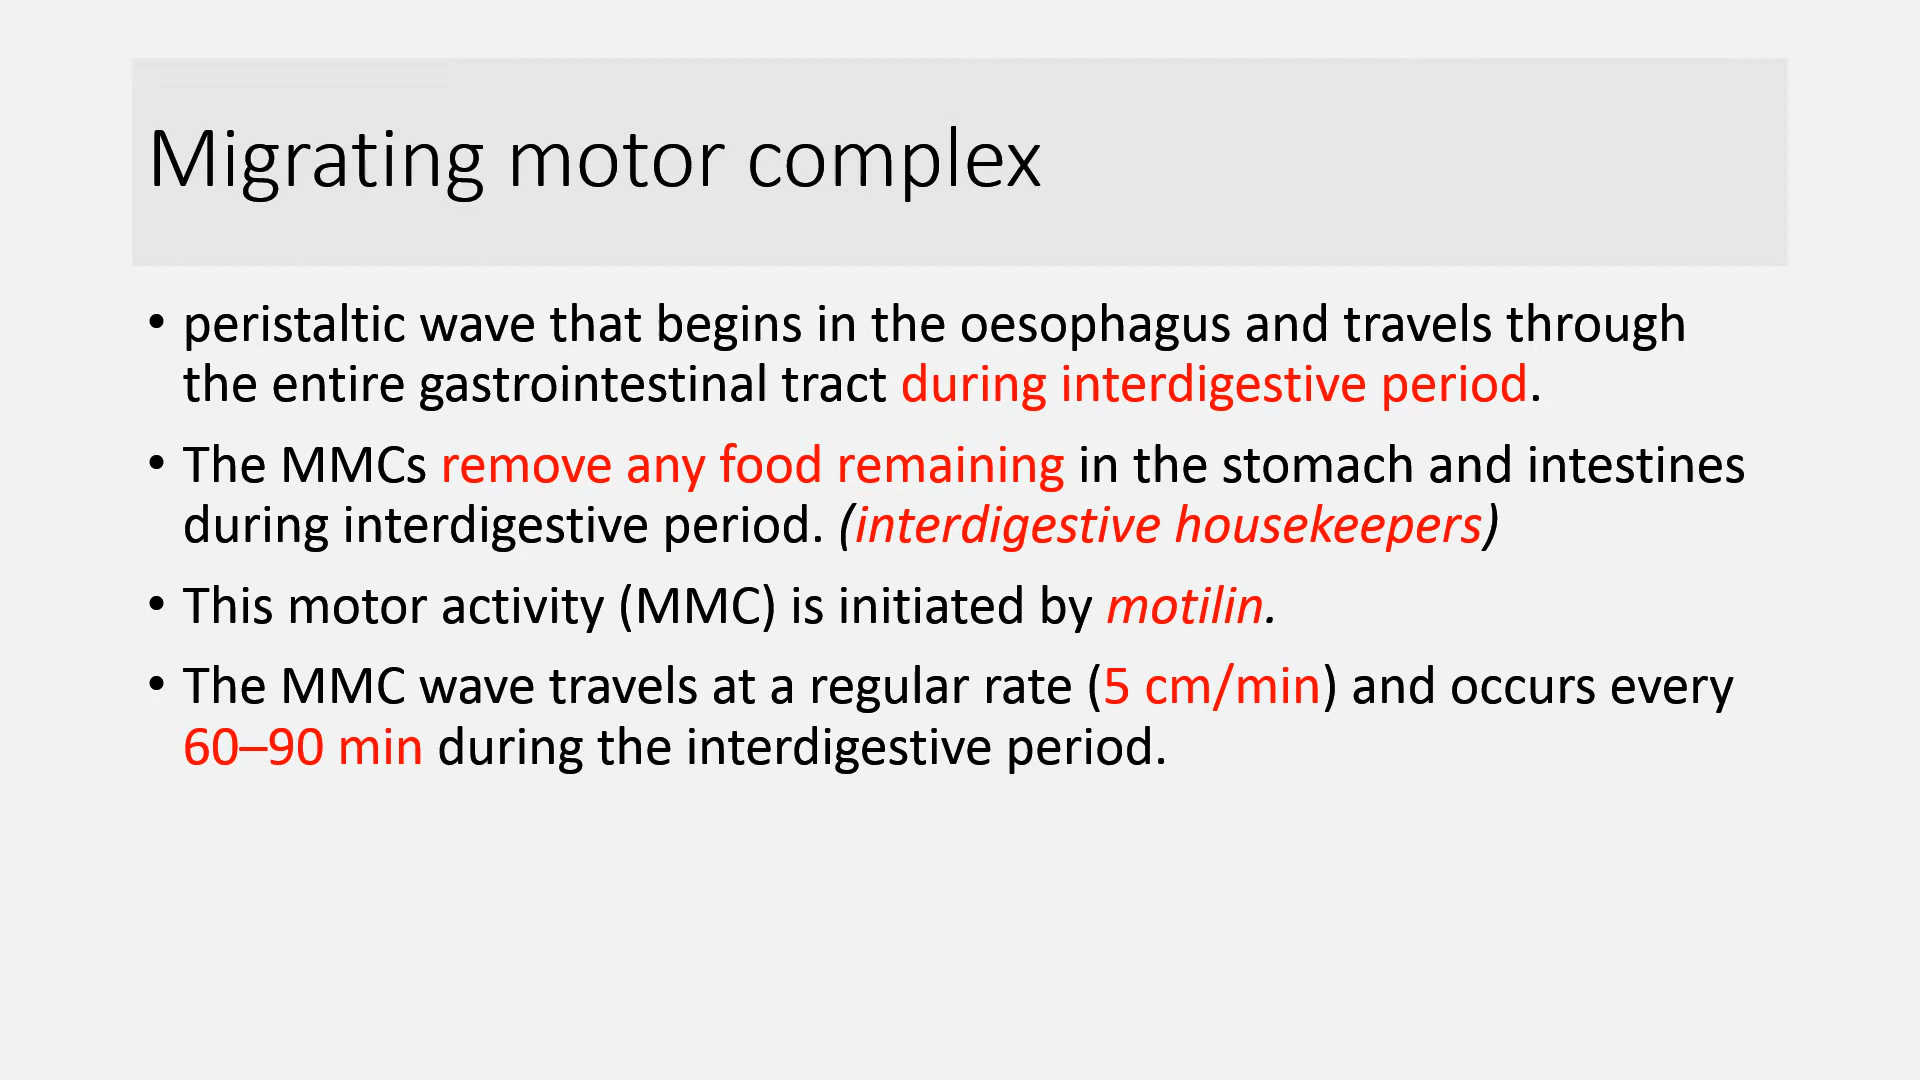 Migrating motor complex
• peristaltic wave that begins in the oesophagus and travels through
the entire gastrointestinal tract during interdigestive period.
• The MMCs remove any food remaining in the stomach and intestines
during interdigestive period. (interdigestive housekeepers)
• This motor activity (MMC) is initiated by motilin.
• The MMC wave travels at a regular rate (5 cm/min) and occurs every
60–90 min during the interdigestive period.